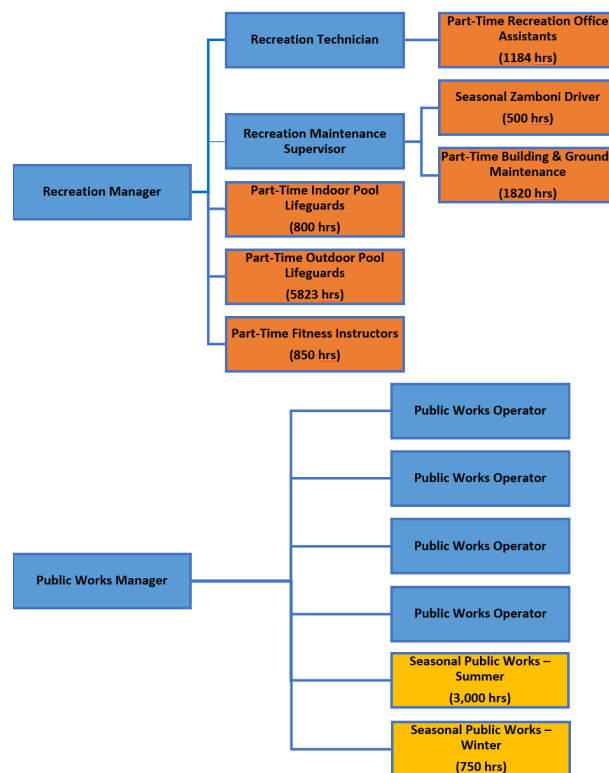 Recreation Technician
Part-Time Recreation Office
Assistants
(1184 hrs)
Seasonal Zamboni Driver
(500 hrs)
Recreation Maintenance
Supervisor
Part-Time Building & Ground
Maintenance
(1820 hrs)
Recreation Manager
Part-Time Indoor Pool
Lifeguards
(800 hrs)
Part-Time Outdoor Pool
Lifeguards
(5823 hrs)
Part-Time Fitness Instructors
(850 hrs)
Public Works Operator
Public Works Operator
Public Works Operator
Public Works Manager
Public Works Operator
Seasonal Public Works –
Summer
(3,000 hrs)
Seasonal Public Works –
Winter
(750 hrs)